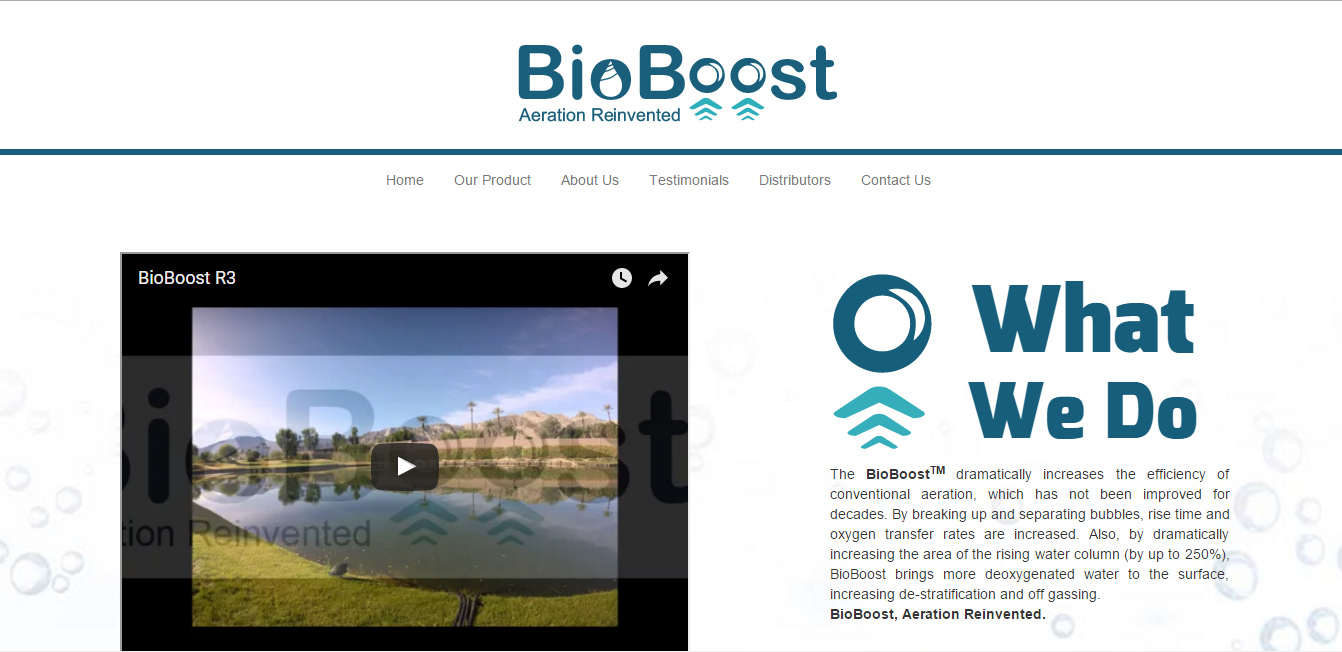 BioBoost
Aeration Reinvented
Home Our Product About Us Testimonials Distributors Contact Us
BioBoost R3
BioBoost
tion Reinvented
What
We Do
The BioBoostTM dramatically increases the efficiency of
conventional aeration, which has not been improved for
decades. By breaking up and separating bubbles, rise time and
oxygen transfer rates are increased. Also, by dramatically
increasing the area of the rising water column (by up to 250%),
BioBoost brings more deoxygenated water to the surface,
increasing de-stratification and off gassing.
BioBoost, Aeration Reinvented.